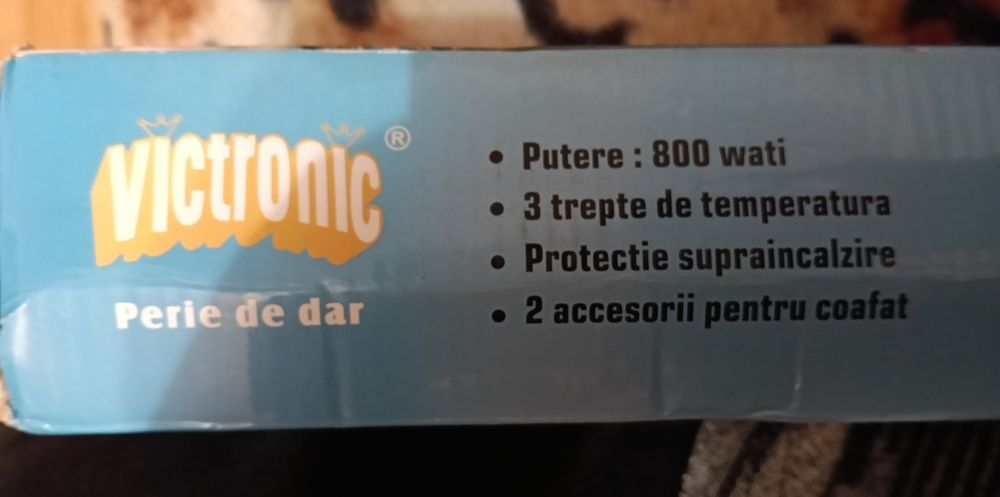 Victronic ®
Perie de dar
• Putere : 800 wati
• 3 trepte de temperatura
• Protectie supraincalzire
• 2 accesorii pentru coafat